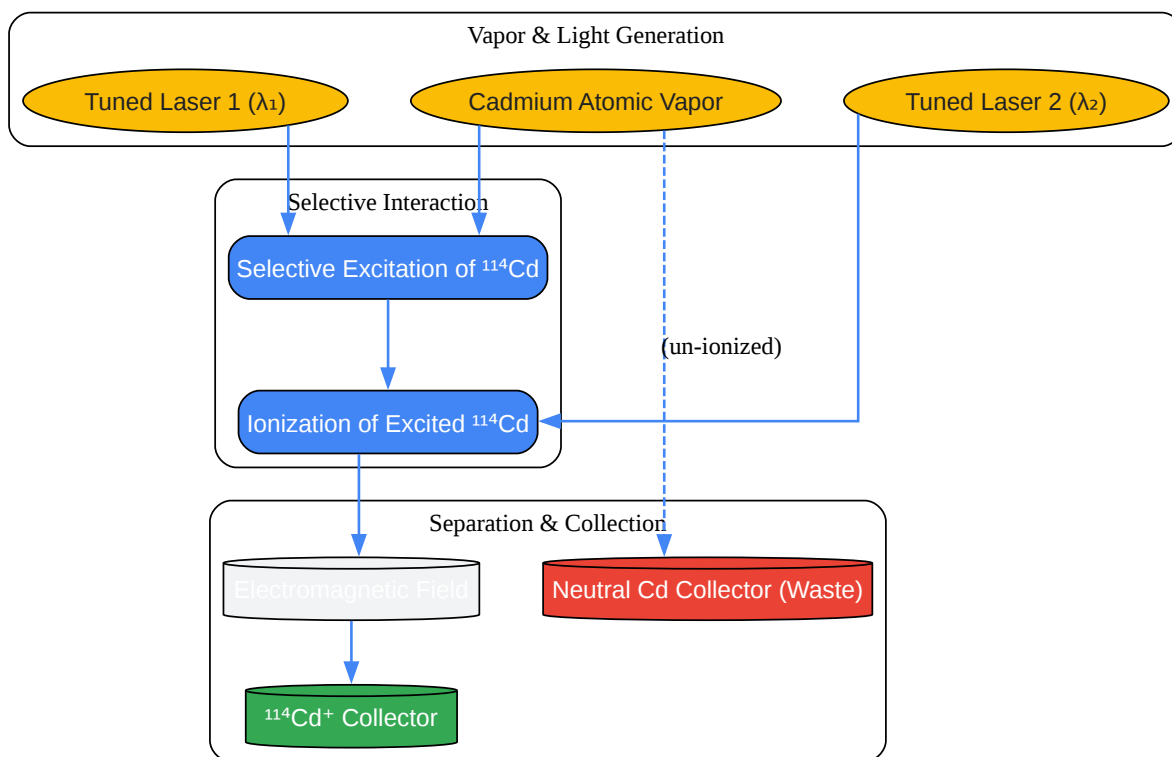 Vapor & Light Generation
Tuned Laser 1 (λ₁)
Cadmium Atomic Vapor
Tuned Laser 2 (λ₂)
Selective Interaction
Selective Excitation of ¹¹⁴Cd
(un-ionized)
Ionization of Excited ¹¹⁴Cd
Separation & Collection
Electromagnetic Field
Neutral Cd Collector (Waste)
¹¹⁴Cd⁺ Collector